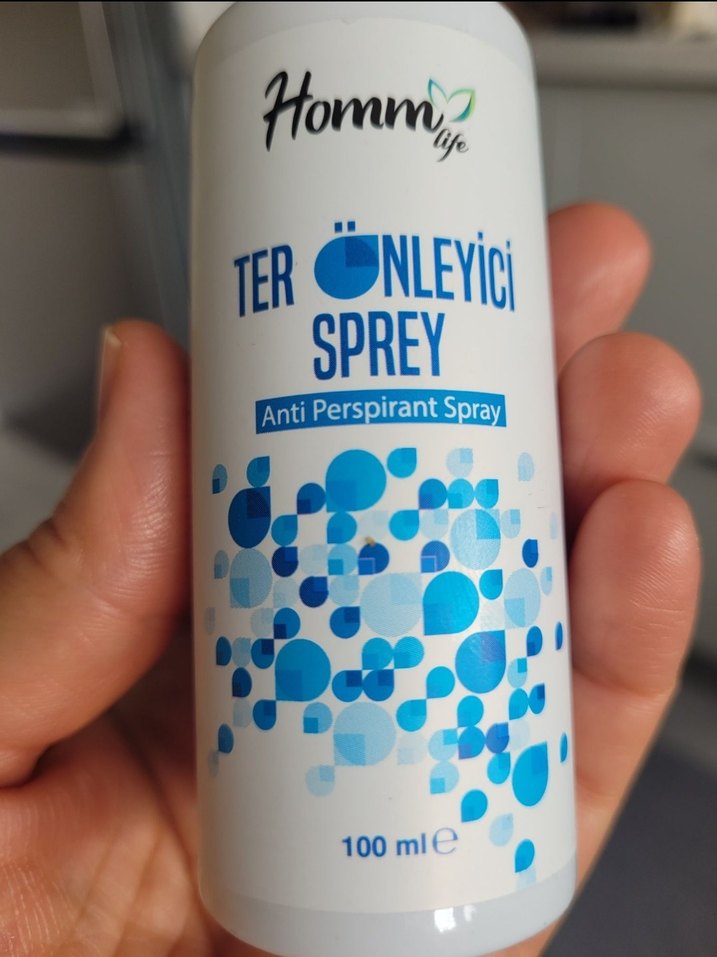 Homm
life
TER ÖNLEYİCİ
SPREY
Anti Perspirant Spray
100 ml ℮